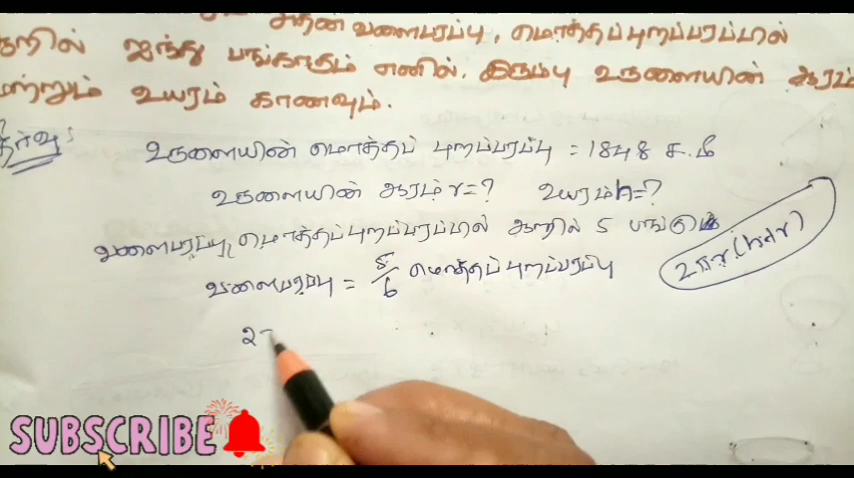 அதன் வளைபரப்பு, மொத்தப்புறப்பரப்பில்
ஆறில் ஐந்து பங்காகும் எனில், இரும்பு உருளையின் ஆரம்
மற்றும் உயரம் காணவும்.
தீர்வு:
உருளையின் மொத்தப் புறப்பரப்பு = 1848 ச.மீ
உருளையின் ஆரம் r=? உயரம் h=?
வளைபரப்பு, மொத்தப்புறப்பரப்பில் ஆறில் 5 பங்கு
வளைபரப்பு = 5/6 மொத்தப்புறப்பரப்பு
2πr(h+r)
2
SUBSCRIBE